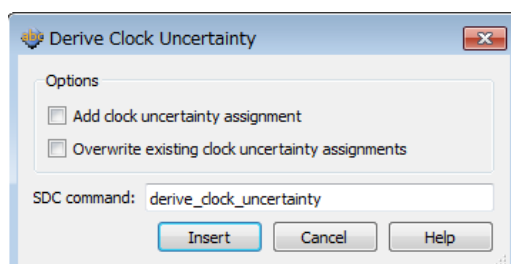 abc Derive Clock Uncertainty
Options
Add clock uncertainty assignment
Overwrite existing clock uncertainty assignments
SDC command: derive_clock_uncertainty
Insert Cancel Help